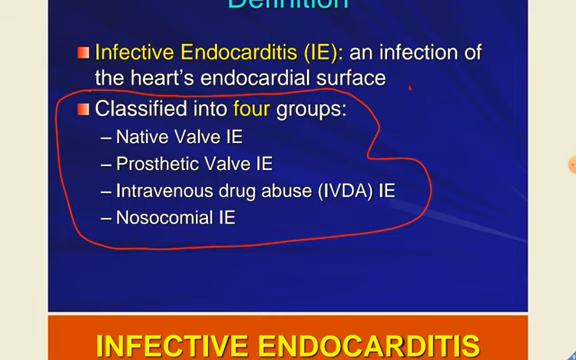 Definition
Infective Endocarditis (IE): an infection of
the heart's endocardial surface
Classified into four groups:
– Native Valve IE
– Prosthetic Valve IE
– Intravenous drug abuse (IVDA) IE
– Nosocomial IE
INFECTIVE ENDOCARDITIS